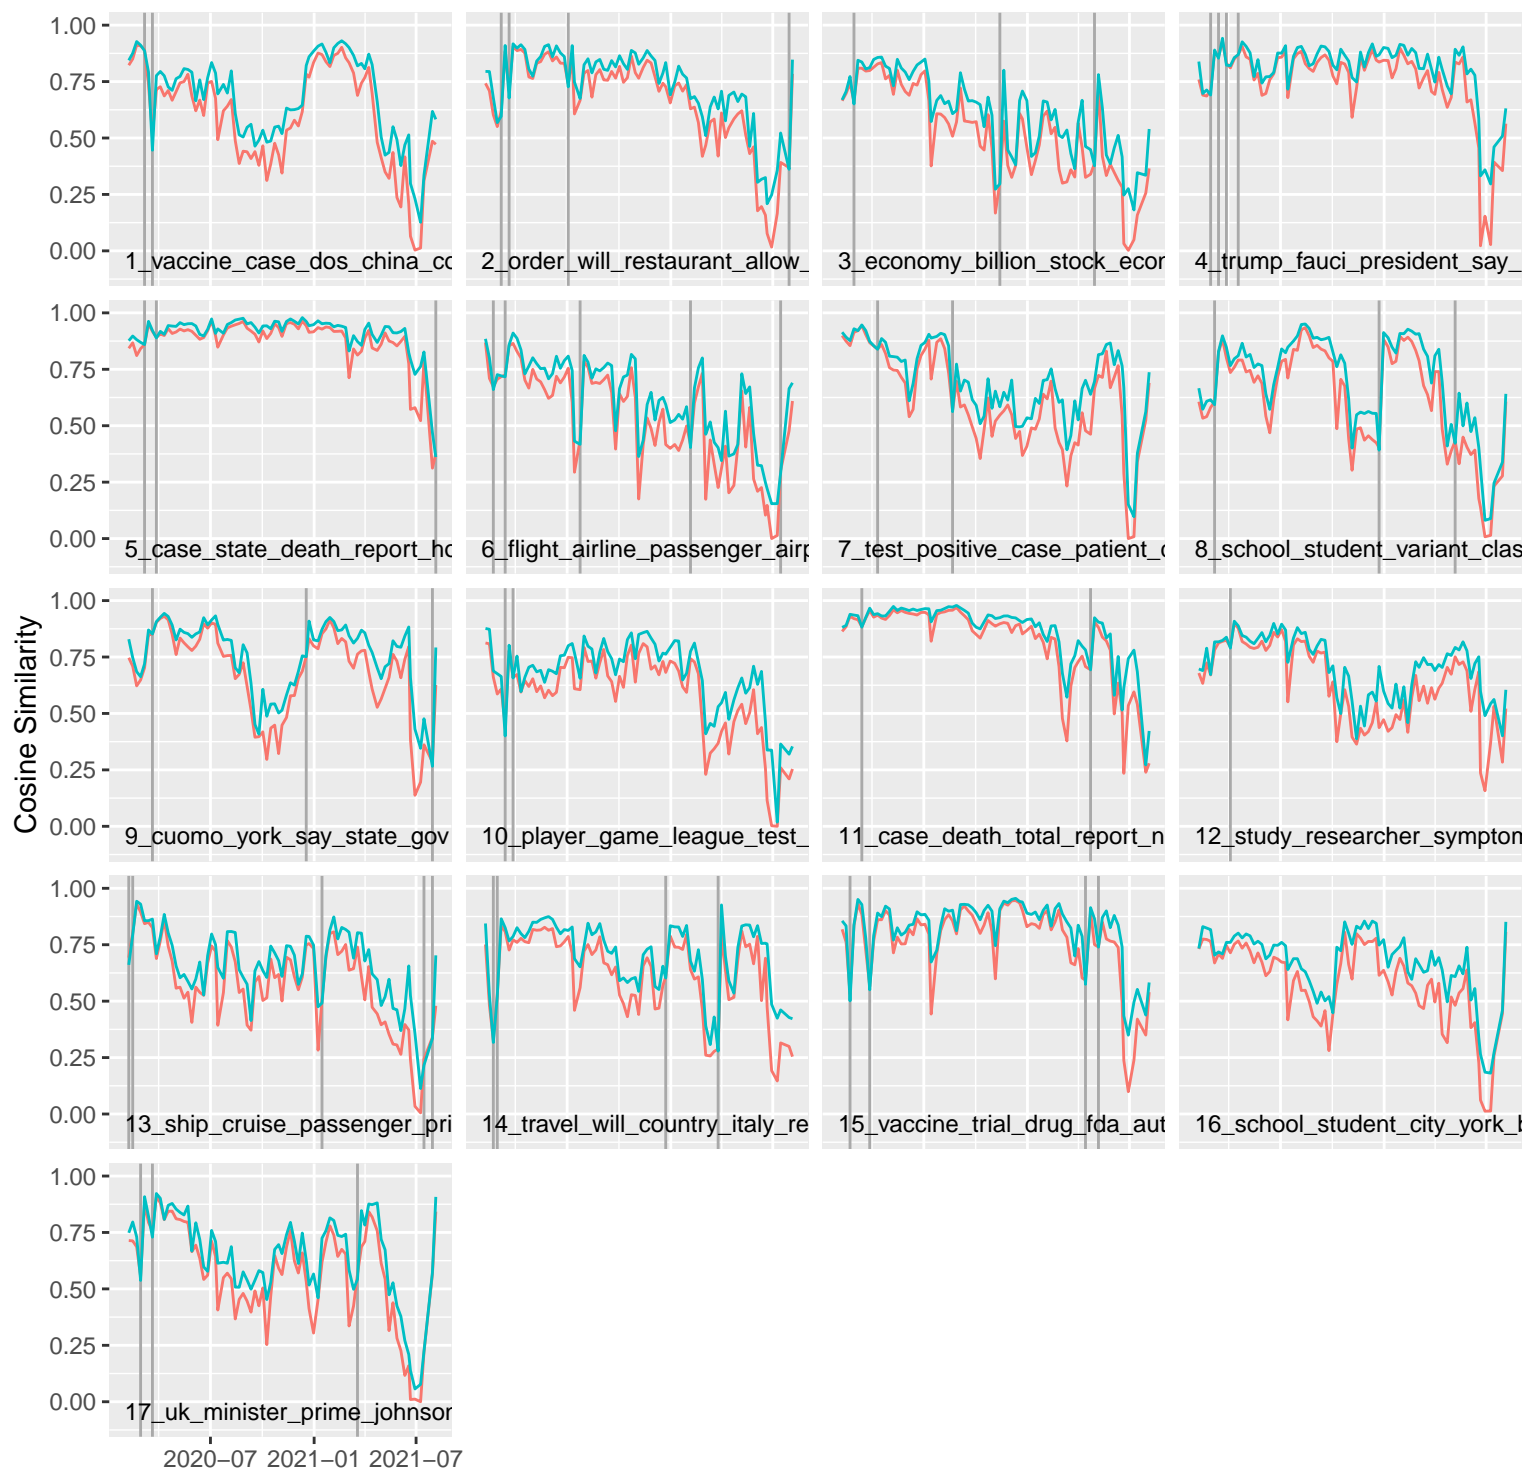 1.00
0.75
0.50
0.25
0.00
1_vaccine_case_dos_china_co
2_order_will_restaurant_allow_
3_economy_billion_stock_econ
4_trump_fauci_president_say_
1.00
0.75
0.50
0.25
0.00
5_case_state_death_report_ho
6_flight_airline_passenger_airp
7_test_positive_case_patient_
8_school_student_variant_clas
Cosine Similarity
1.00
0.75
0.50
0.25
0.00
9_cuomo_york_say_state_gov
10_player_game_league_test_
11_case_death_total_report_n
12_study_researcher_symptom
1.00
0.75
0.50
0.25
0.00
13_ship_cruise_passenger_pri
14_travel_will_country_italy_re
15_vaccine_trial_drug_fda_aut
16_school_student_city_york_b
1.00
0.75
0.50
0.25
0.00
17_uk_minister_prime_johnson
2020−07 2021−01 2021−07